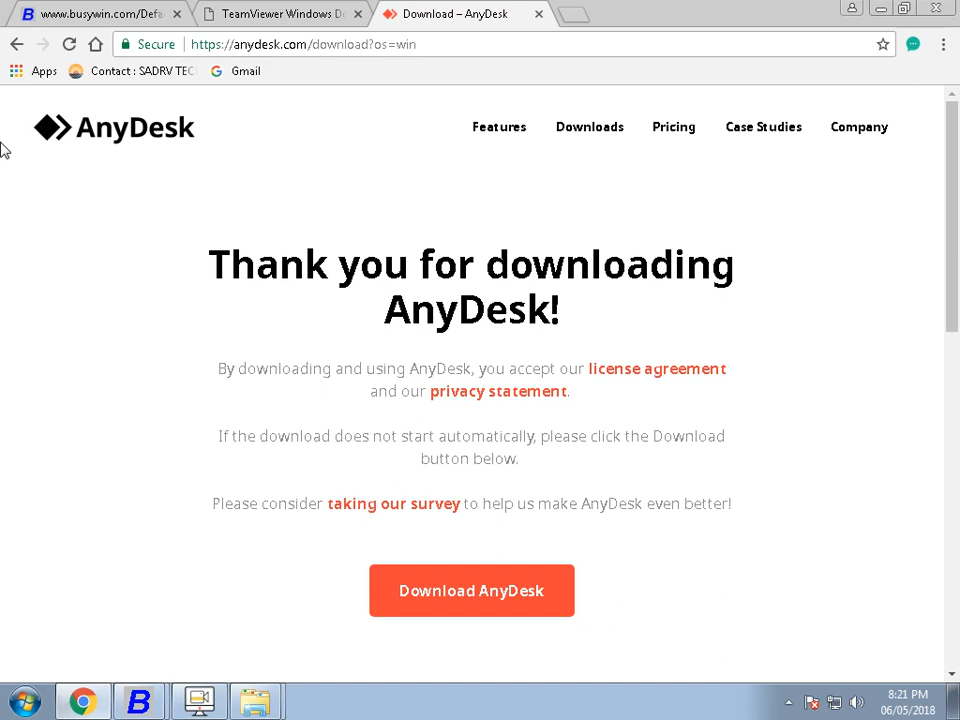 www.busywin.com/Defa
TeamViewer Windows D
Download – AnyDesk
Secure
https://anydesk.com/download?os=win
Apps
Contact : SADRV TEC
Gmail
AnyDesk
Features
Downloads
Pricing
Case Studies
Company
Thank you for downloading
AnyDesk!
By downloading and using AnyDesk, you accept our license agreement
and our privacy statement.
If the download does not start automatically, please click the Download
button below.
Please consider taking our survey to help us make AnyDesk even better!
Download AnyDesk
8:21 PM
06/05/2018